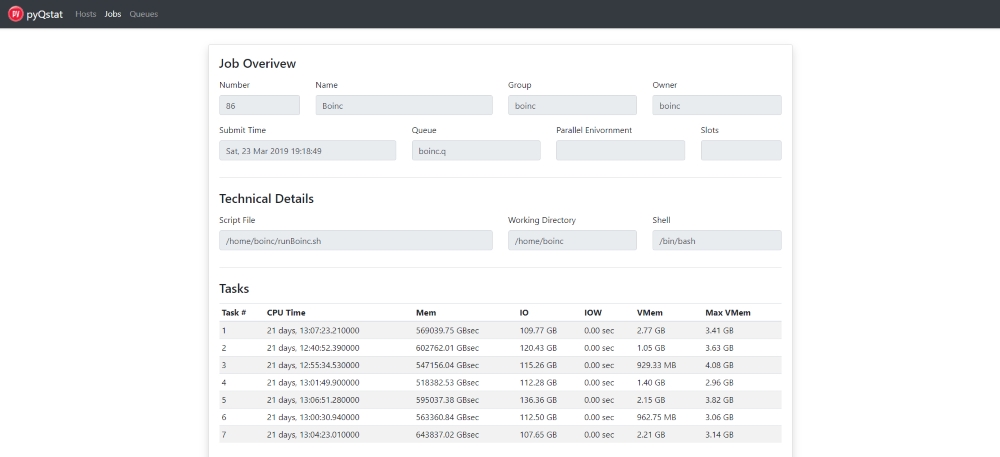 pyQstat Hosts Jobs Queues
Job Overivew
Number Name Group Owner
86 Boinc boinc boinc
Submit Time Queue Parallel Enivornment Slots
Sat, 23 Mar 2019 19:18:49 boinc.q
Technical Details
Script File Working Directory Shell
/home/boinc/runBoinc.sh /home/boinc /bin/bash
Tasks
Task # CPU Time Mem IO IOW VMem Max VMem
1 21 days, 13:07:23.210000 569039.75 GBsec 109.77 GB 0.00 sec 2.77 GB 3.41 GB
2 21 days, 12:40:52.390000 602762.01 GBsec 120.43 GB 0.00 sec 1.05 GB 3.63 GB
3 21 days, 12:55:34.530000 547156.04 GBsec 115.26 GB 0.00 sec 929.33 MB 4.08 GB
4 21 days, 13:01:49.900000 518382.53 GBsec 112.28 GB 0.00 sec 1.40 GB 2.96 GB
5 21 days, 13:06:51.280000 595037.38 GBsec 136.36 GB 0.00 sec 2.15 GB 3.82 GB
6 21 days, 13:00:30.940000 563360.84 GBsec 112.50 GB 0.00 sec 962.75 MB 3.06 GB
7 21 days, 13:04:23.010000 643837.02 GBsec 107.65 GB 0.00 sec 2.21 GB 3.14 GB